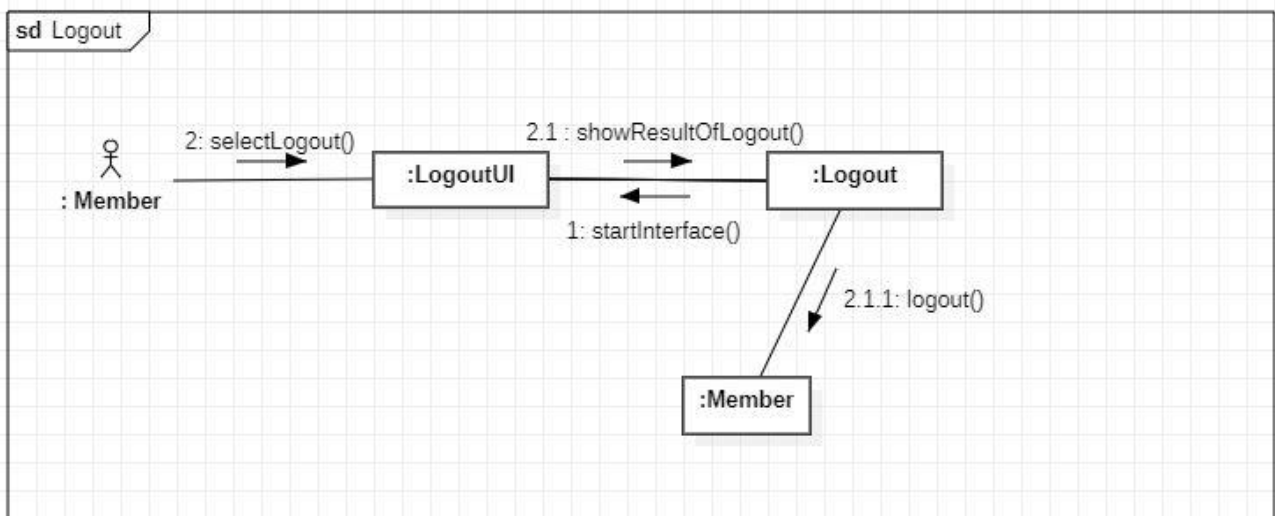 sd Logout
2: selectLogout()
2.1 : showResultOfLogout()
: Member
:LogoutUI
:Logout
1: startInterface()
2.1.1: logout()
:Member